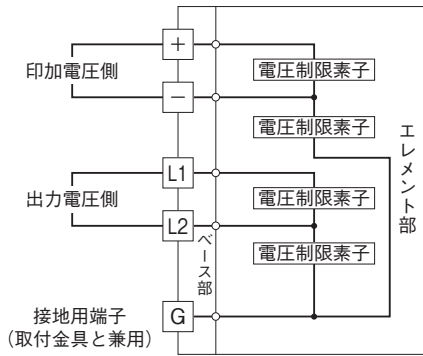 印加電圧側
+
−
電圧制限素子
電圧制限素子
エレメント部
出力電圧側
L1
L2
電圧制限素子
電圧制限素子
ベース部
接地用端子
（取付金具と兼用）
G